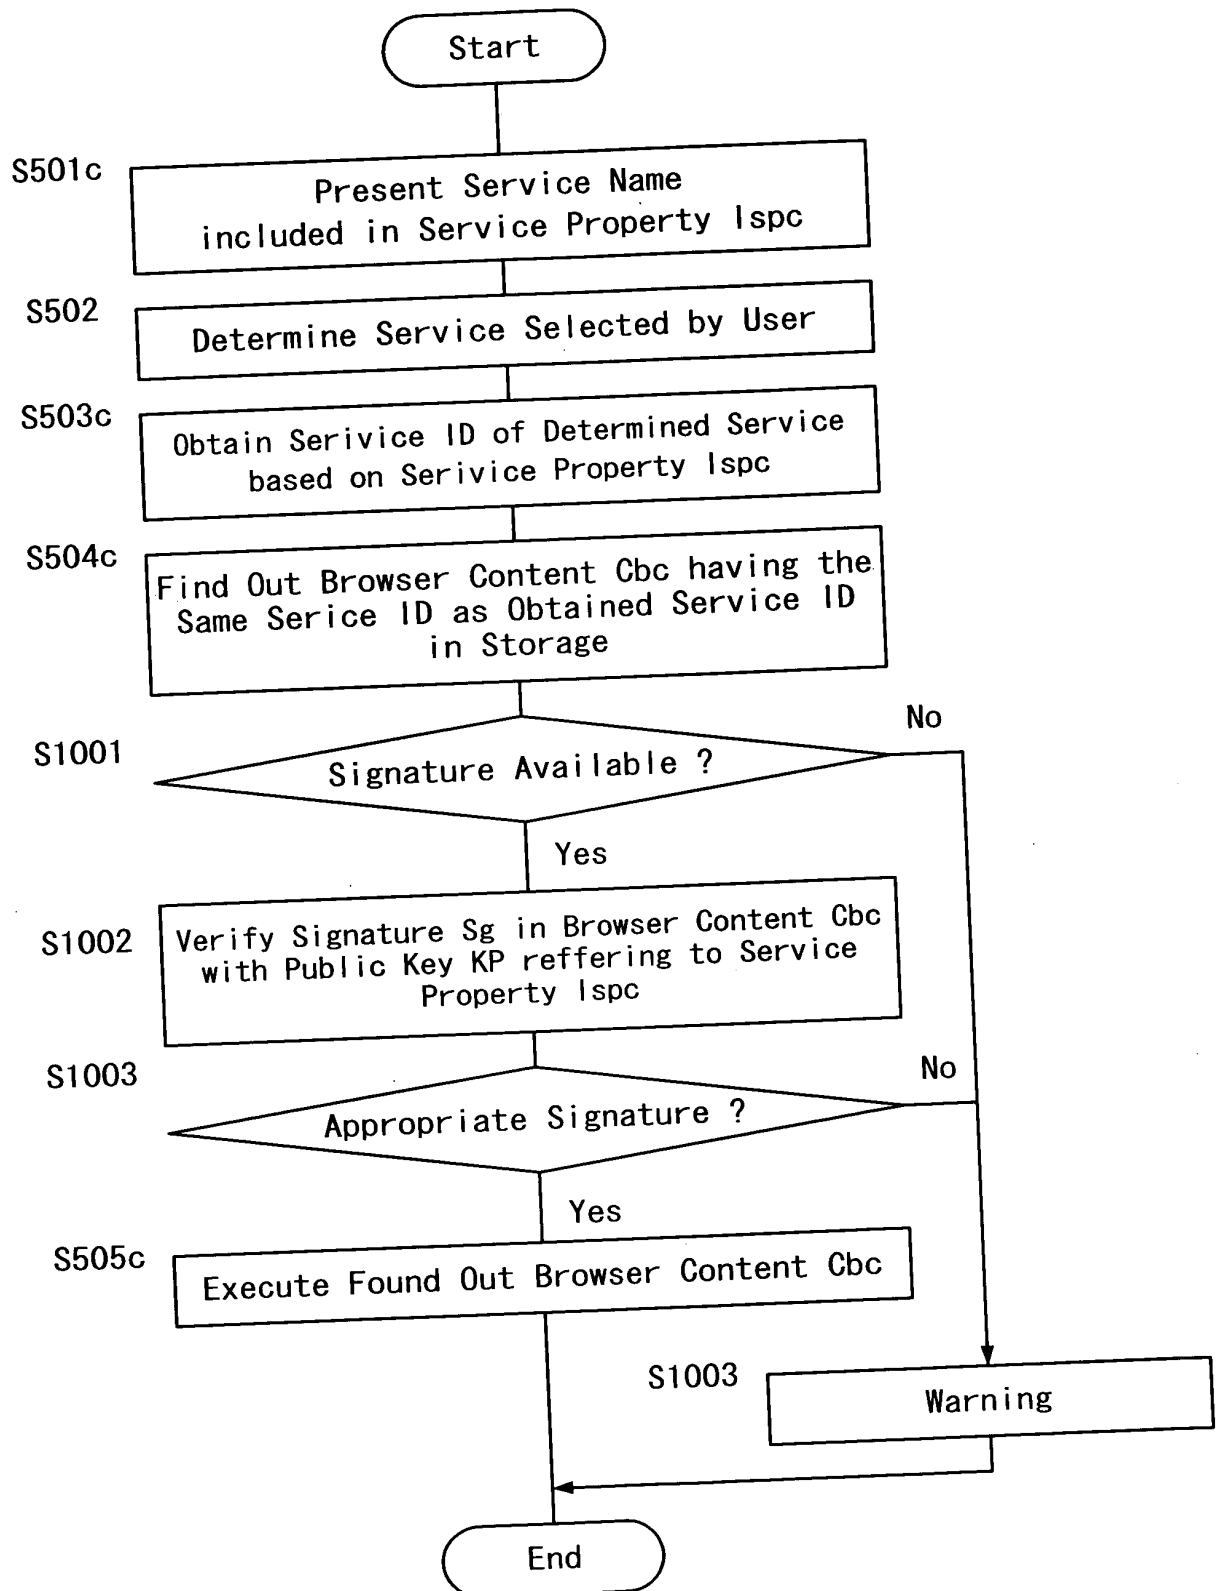 Start
S501c
Present Service Name
included in Service Property Ispc
S502
Determine Service Selected by User
S503c
Obtain Serivice ID of Determined Service
based on Serivice Property Ispc
S504c
Find Out Browser Content Cbc having the
Same Serice ID as Obtained Service ID
in Storage
S1001
Signature Available ?
No
Yes
S1002
Verify Signature Sg in Browser Content Cbc
with Public Key KP reffering to Service
Property Ispc
S1003
Appropriate Signature ?
No
Yes
S505c
Execute Found Out Browser Content Cbc
S1003
Warning
End